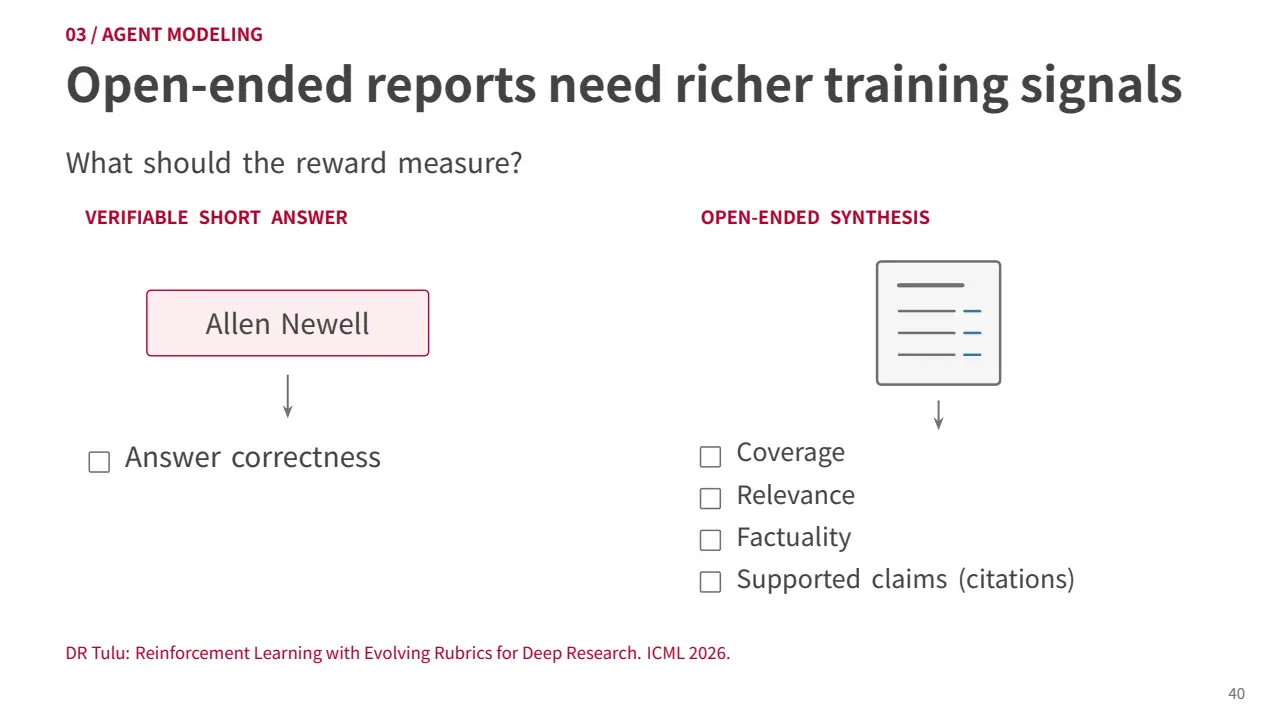 03 / AGENT MODELING
Open-ended reports need richer training signals
What should the reward measure?
VERIFIABLE SHORT ANSWER
Allen Newell
Answer correctness
OPEN-ENDED SYNTHESIS
Coverage
Relevance
Factuality
Supported claims (citations)
DR Tulu: Reinforcement Learning with Evolving Rubrics for Deep Research. ICML 2026.
40